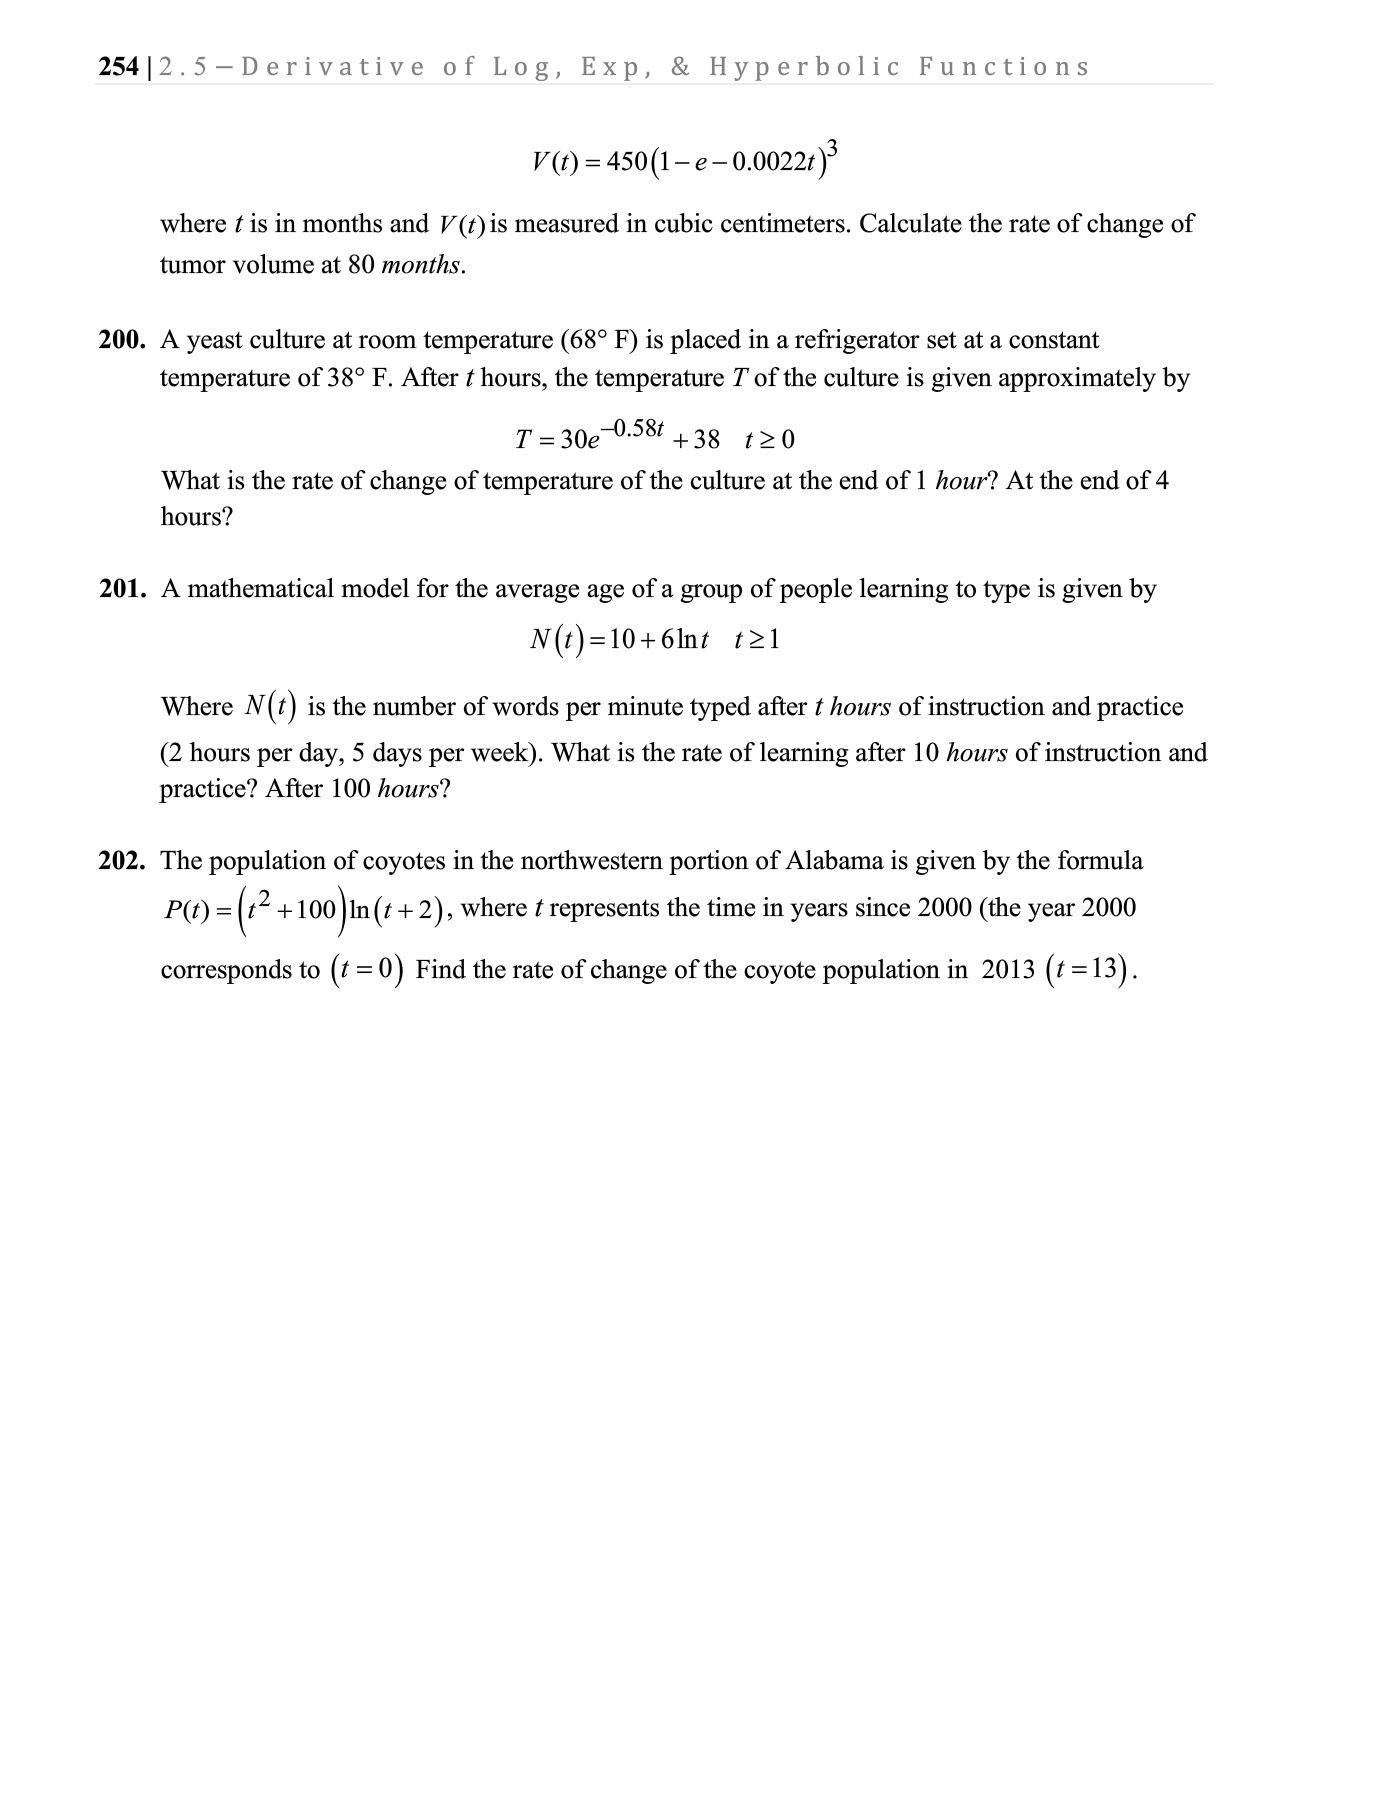 254 | 2.5 – Derivative of Log, Exp, & Hyperbolic Functions
V(t) = 450(1 − e − 0.0022t)³
where t is in months and V(t) is measured in cubic centimeters. Calculate the rate of change of
tumor volume at 80 months.
200. A yeast culture at room temperature (68° F) is placed in a refrigerator set at a constant
temperature of 38° F. After t hours, the temperature T of the culture is given approximately by
T = 30e^−0.58t + 38 t ≥ 0
What is the rate of change of temperature of the culture at the end of 1 hour? At the end of 4
hours?
201. A mathematical model for the average age of a group of people learning to type is given by
N(t) = 10 + 6 ln t t ≥ 1
Where N(t) is the number of words per minute typed after t hours of instruction and practice
(2 hours per day, 5 days per week). What is the rate of learning after 10 hours of instruction and
practice? After 100 hours?
202. The population of coyotes in the northwestern portion of Alabama is given by the formula
P(t) = (t² + 100) ln(t + 2), where t represents the time in years since 2000 (the year 2000
corresponds to (t = 0) Find the rate of change of the coyote population in 2013 (t = 13).